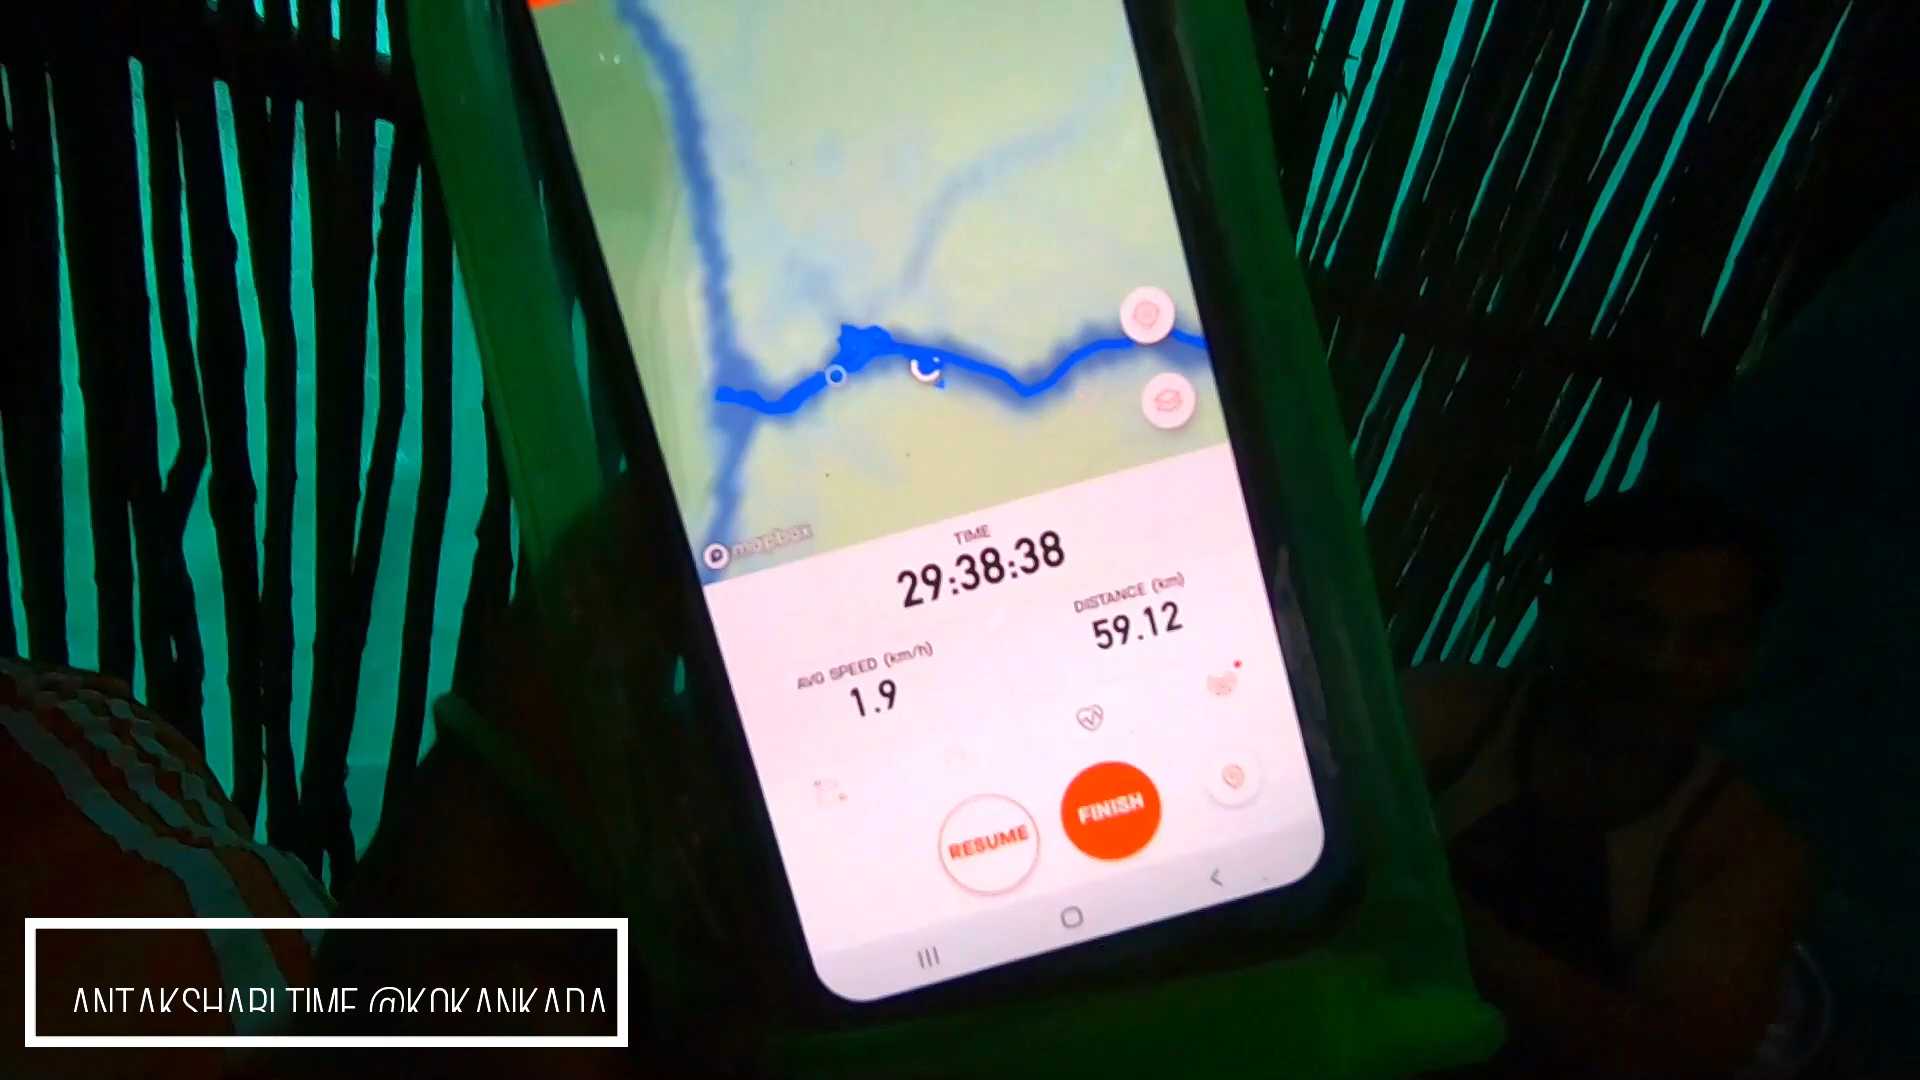 mapbox
TIME
29:38:38
DISTANCE (km)
59.12
AVG SPEED (km/h)
1.9
RESUME
FINISH
ANTAKSHARI TIME @KOKANKADA